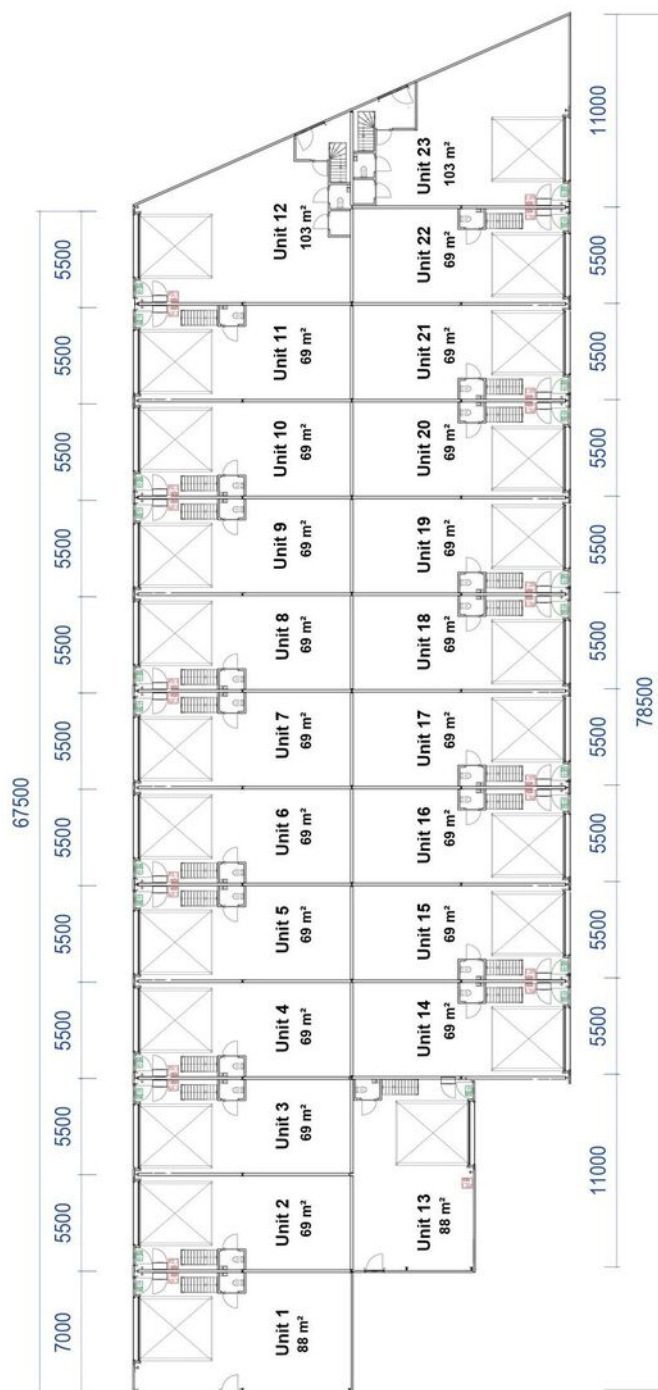 67500
7000
5500
5500
5500
5500
5500
5500
5500
5500
5500
5500
5500
Unit 1
88 m²
Unit 2
69 m²
Unit 3
69 m²
Unit 4
69 m²
Unit 5
69 m²
Unit 6
69 m²
Unit 7
69 m²
Unit 8
69 m²
Unit 9
69 m²
Unit 10
69 m²
Unit 11
69 m²
Unit 12
103 m²
Unit 13
88 m²
Unit 14
69 m²
Unit 15
69 m²
Unit 16
69 m²
Unit 17
69 m²
Unit 18
69 m²
Unit 19
69 m²
Unit 20
69 m²
Unit 21
69 m²
Unit 22
69 m²
Unit 23
103 m²
11000
5500
5500
5500
5500
5500
5500
5500
5500
5500
11000
78500